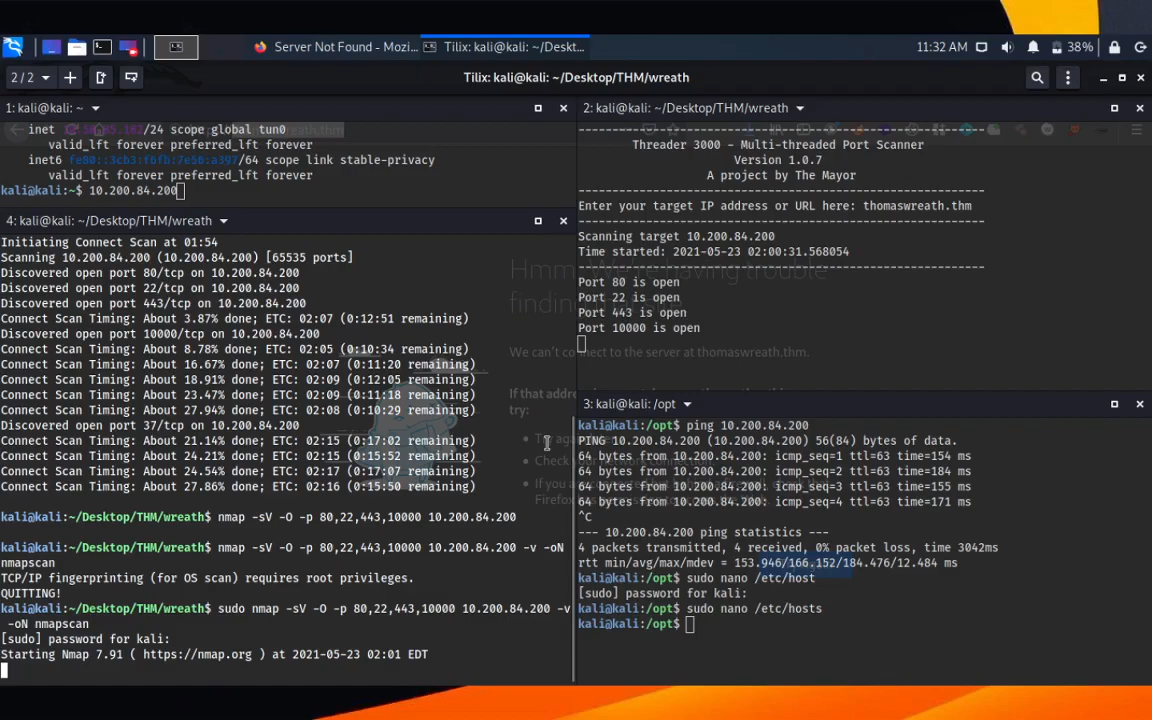 Server Not Found - Mozi...
Tilix: kali@kali: ~/Deskt...
11:32 AM
38%
2/2
Tilix: kali@kali: ~/Desktop/THM/wreath
1: kali@kali: ~
inet /24 scope global tun0
valid_lft forever preferred_lft forever
inet6 fe80::3cb3:f6fb:7e56:a397/64 scope link stable-privacy
valid_lft forever preferred_lft forever
kali@kali:~$ 10.200.84.200
4: kali@kali: ~/Desktop/THM/wreath
Initiating Connect Scan at 01:54
Scanning 10.200.84.200 (10.200.84.200) [65535 ports]
Discovered open port 80/tcp on 10.200.84.200
Discovered open port 22/tcp on 10.200.84.200
Discovered open port 443/tcp on 10.200.84.200
Connect Scan Timing: About 3.87% done; ETC: 02:07 (0:12:51 remaining)
Discovered open port 10000/tcp on 10.200.84.200
Connect Scan Timing: About 8.78% done; ETC: 02:05 (0:10:34 remaining)
Connect Scan Timing: About 16.67% done; ETC: 02:07 (0:11:20 remaining)
Connect Scan Timing: About 18.91% done; ETC: 02:09 (0:12:05 remaining)
Connect Scan Timing: About 23.47% done; ETC: 02:09 (0:11:18 remaining)
Connect Scan Timing: About 27.94% done; ETC: 02:08 (0:10:29 remaining)
Discovered open port 37/tcp on 10.200.84.200
Connect Scan Timing: About 21.14% done; ETC: 02:15 (0:17:02 remaining)
Connect Scan Timing: About 24.21% done; ETC: 02:15 (0:15:52 remaining)
Connect Scan Timing: About 24.54% done; ETC: 02:17 (0:17:07 remaining)
Connect Scan Timing: About 27.86% done; ETC: 02:16 (0:15:50 remaining)
kali@kali:~/Desktop/THM/wreath$ nmap -sV -O -p 80,22,443,10000 10.200.84.200
kali@kali:~/Desktop/THM/wreath$ nmap -sV -O -p 80,22,443,10000 10.200.84.200 -v -oN
nmapscan
TCP/IP fingerprinting (for OS scan) requires root privileges.
QUITTING!
kali@kali:~/Desktop/THM/wreath$ sudo nmap -sV -O -p 80,22,443,10000 10.200.84.200 -v
-oN nmapscan
[sudo] password for kali:
Starting Nmap 7.91 ( https://nmap.org ) at 2021-05-23 02:01 EDT
2: kali@kali: ~/Desktop/THM/wreath
------------------------------------------------------------
Threader 3000 - Multi-threaded Port Scanner
Version 1.0.7
A project by The Mayor
------------------------------------------------------------
Enter your target IP address or URL here: thomaswreath.thm
------------------------------------------------------------
Scanning target 10.200.84.200
Time started: 2021-05-23 02:00:31.568054
------------------------------------------------------------
Port 80 is open
Port 22 is open
Port 443 is open
Port 10000 is open
Hmm. We're having trouble
finding
We can't connect to the server at thomaswreath.thm.
If that addre
try:
3: kali@kali: /opt
kali@kali:/opt$ ping 10.200.84.200
PING 10.200.84.200 (10.200.84.200) 56(84) bytes of data.
64 bytes from 10.200.84.200: icmp_seq=1 ttl=63 time=154 ms
64 bytes from 10.200.84.200: icmp_seq=2 ttl=63 time=184 ms
64 bytes from 10.200.84.200: icmp_seq=3 ttl=63 time=155 ms
64 bytes from 10.200.84.200: icmp_seq=4 ttl=63 time=171 ms
^C
--- 10.200.84.200 ping statistics ---
4 packets transmitted, 4 received, 0% packet loss, time 3042ms
rtt min/avg/max/mdev = 153.946/166.152/184.476/12.484 ms
kali@kali:/opt$ sudo nano /etc/host
[sudo] password for kali:
kali@kali:/opt$ sudo nano /etc/hosts
kali@kali:/opt$